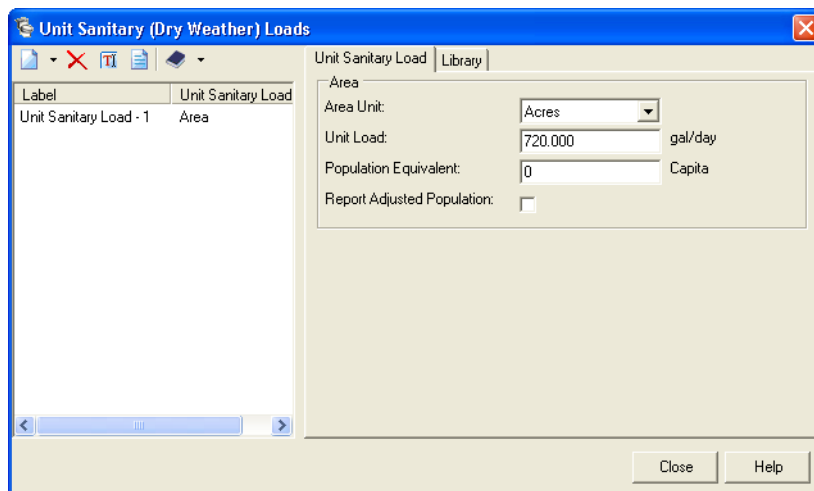 Unit Sanitary (Dry Weather) Loads
Unit Sanitary Load Library
Label Unit Sanitary Load
Unit Sanitary Load - 1 Area
Area
Area Unit: Acres
Unit Load: 720.000 gal/day
Population Equivalent: 0 Capita
Report Adjusted Population:
Close Help